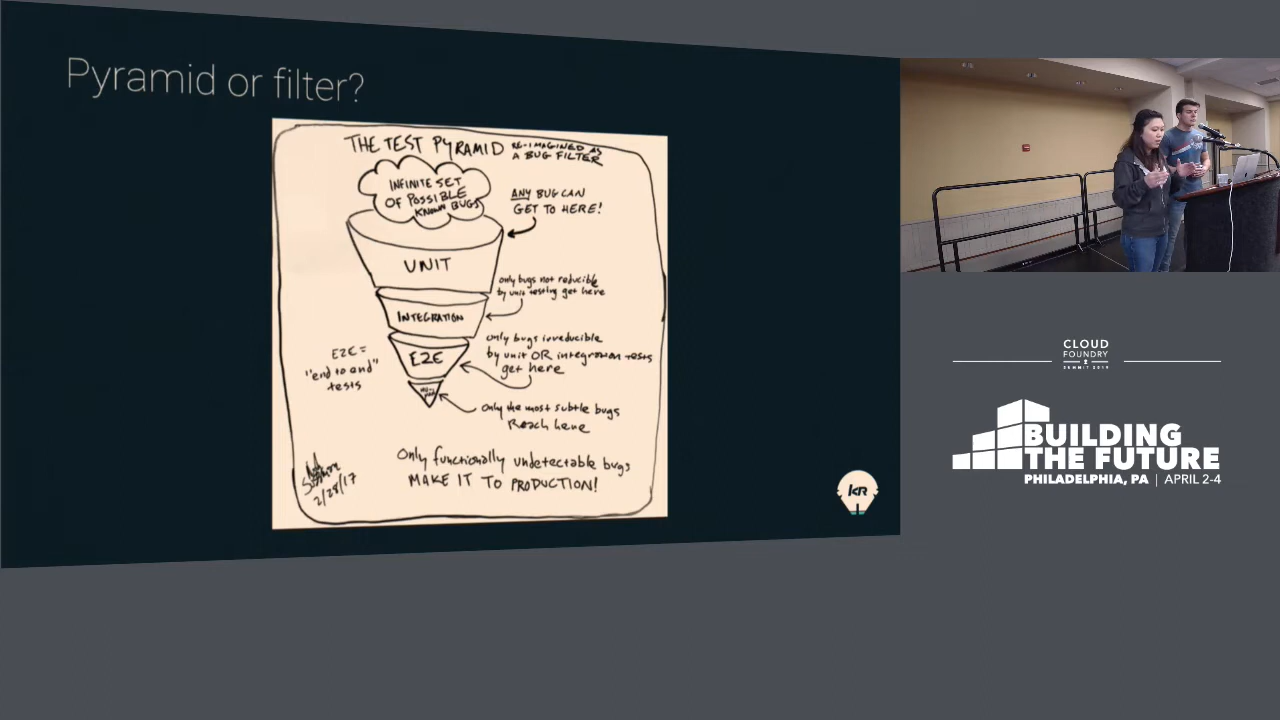 Pyramid or filter?
THE TEST PYRAMID
RE-IMAGINED AS
A BUG FILTER
INFINITE SET
OF POSSIBLE
KNOWN BUGS
ANY BUG CAN
GET TO HERE!
UNIT
only bugs not reducible
by unit testing get here
INTEGRATION
only bugs irreducible
by unit OR integration tests
get here
E2E
E2E =
"end to end"
tests
Only the most subtle bugs
Reach here
Only functionally undetectable bugs
MAKE IT TO PRODUCTION!
2/28/17
kr
CLOUD
FOUNDRY
SUMMIT 2019
BUILDING
THE FUTURE
PHILADELPHIA, PA | APRIL 2-4